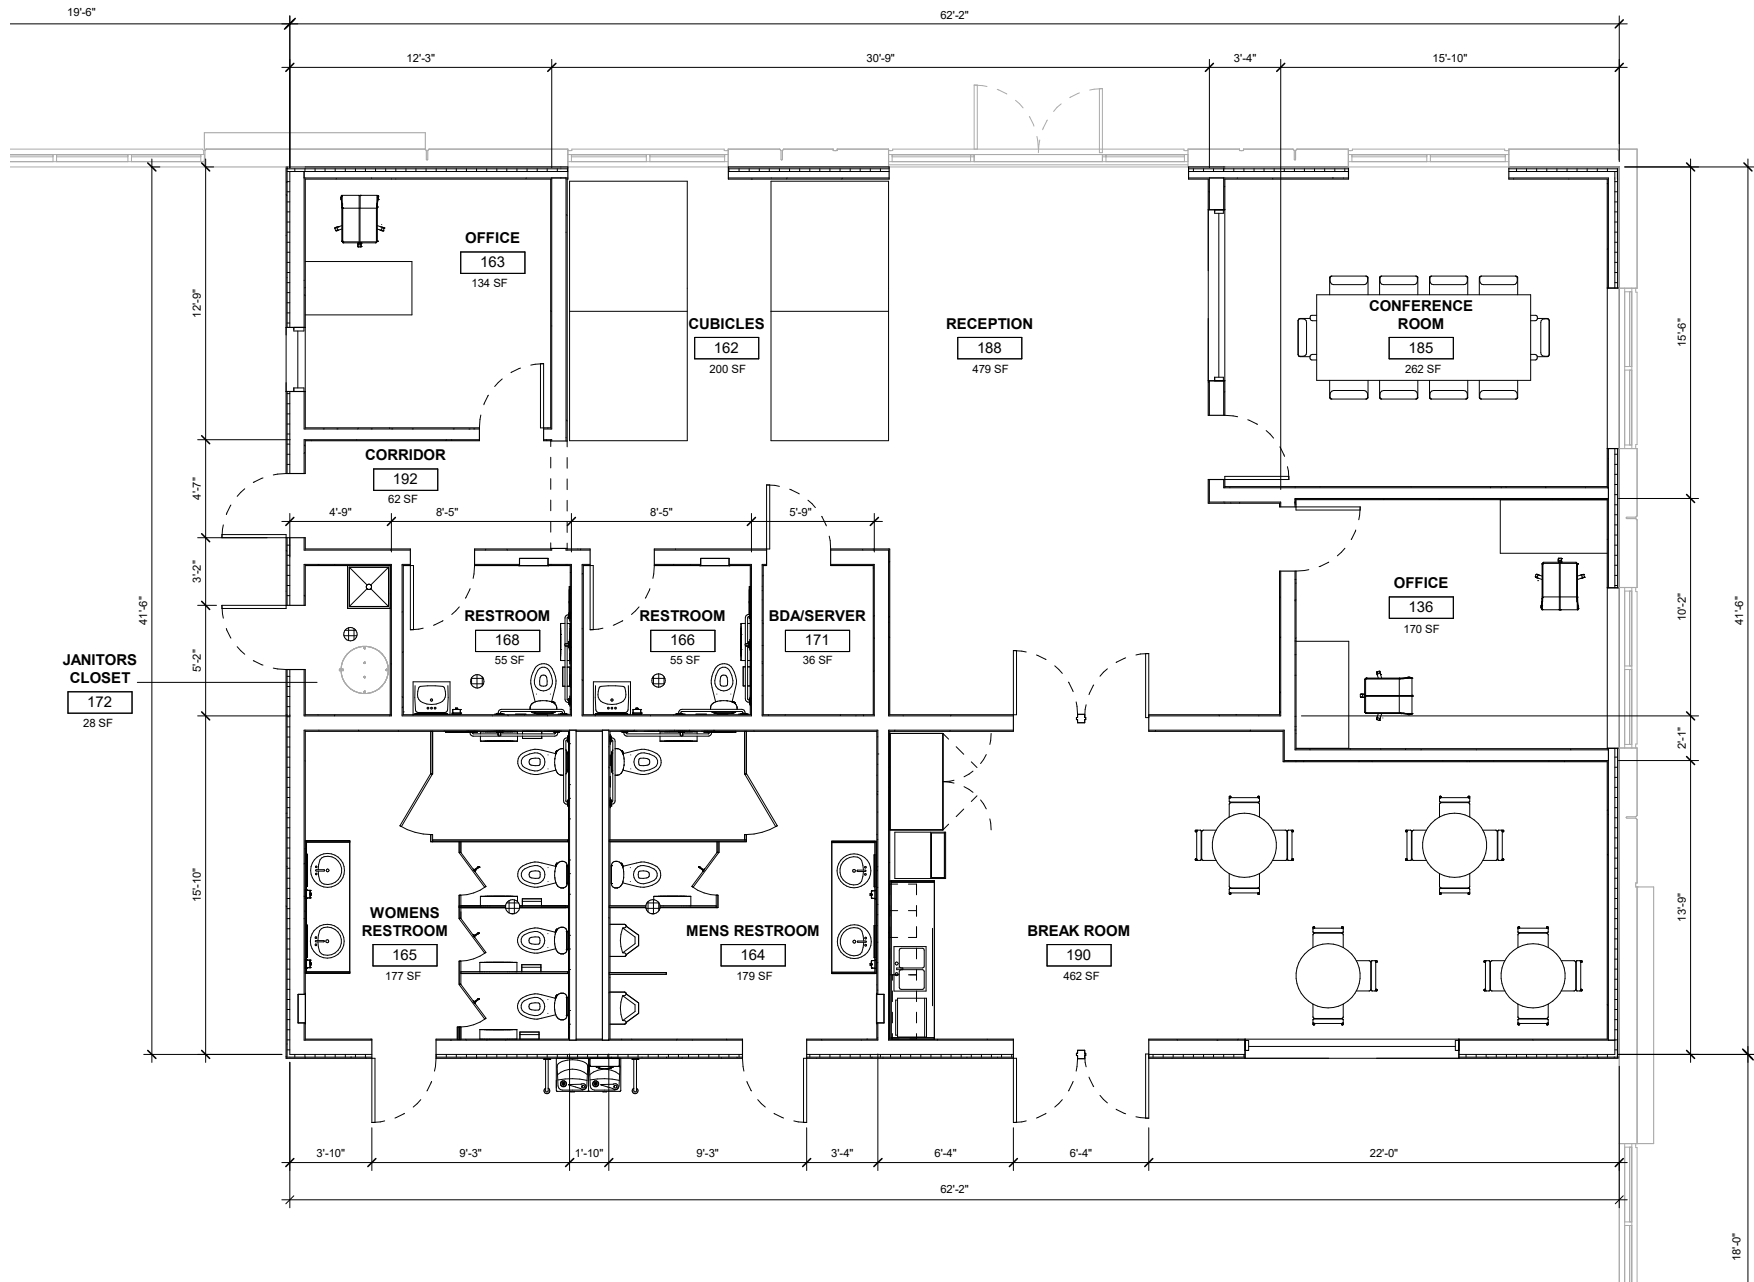 19'-6"
62'-2"
12'-3"
30'-9"
3'-4"
15'-10"
OFFICE
163
134 SF
CUBICLES
162
200 SF
RECEPTION
188
479 SF
CONFERENCE
ROOM
185
262 SF
12'-9"
15'-6"
CORRIDOR
192
62 SF
4'-7"
4'-9"
8'-5"
8'-5"
5'-9"
3'-2"
41'-6"
5'-2"
RESTROOM
168
55 SF
RESTROOM
166
55 SF
BDA/SERVER
171
36 SF
OFFICE
136
170 SF
10'-2"
41'-6"
JANITORS
CLOSET
172
28 SF
2'-1"
15'-10"
WOMENS
RESTROOM
165
177 SF
MENS RESTROOM
164
179 SF
BREAK ROOM
190
462 SF
13'-9"
3'-10"
9'-3"
1'-10"
9'-3"
3'-4"
6'-4"
6'-4"
22'-0"
62'-2"
18'-0"